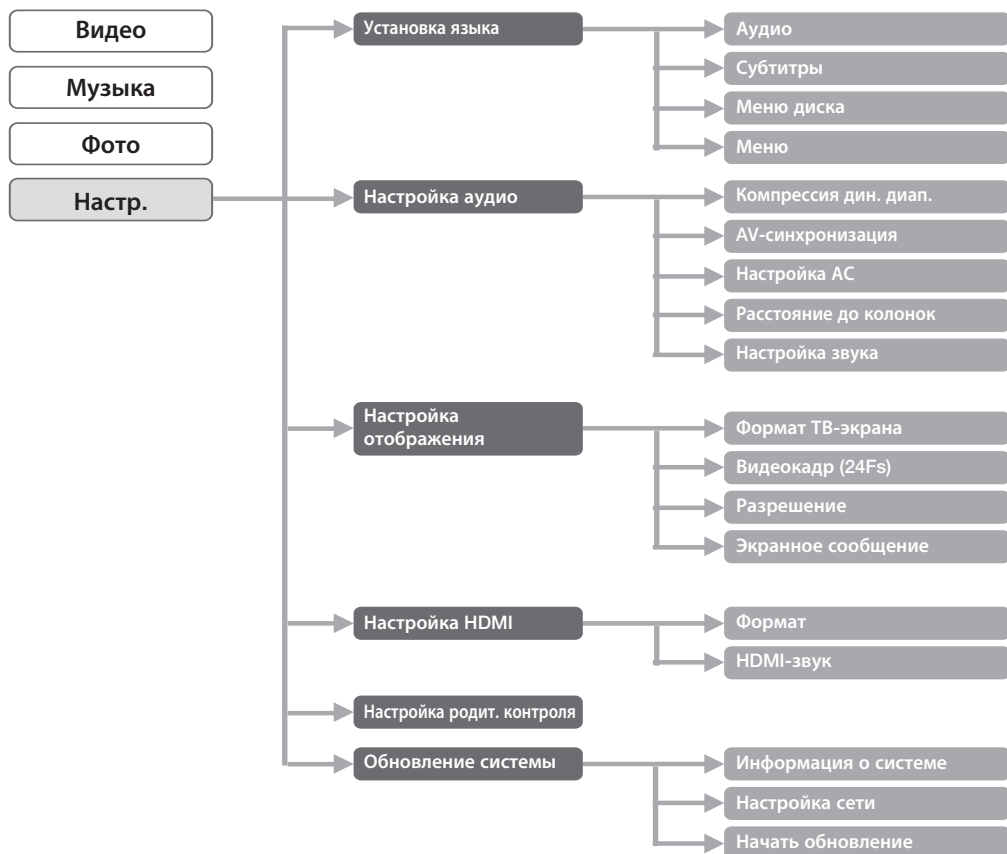 Видео
Музыка
Фото
Настр.
Установка языка
Аудио
Субтитры
Меню диска
Меню
Настройка аудио
Компрессия дин. диап.
AV-синхронизация
Настройка АС
Расстояние до колонок
Настройка звука
Настройка
отображения
Формат ТВ-экрана
Видеокадр (24Fs)
Разрешение
Экранное сообщение
Настройка HDMI
Формат
HDMI-звук
Настройка родит. контроля
Обновление системы
Информация о системе
Настройка сети
Начать обновление